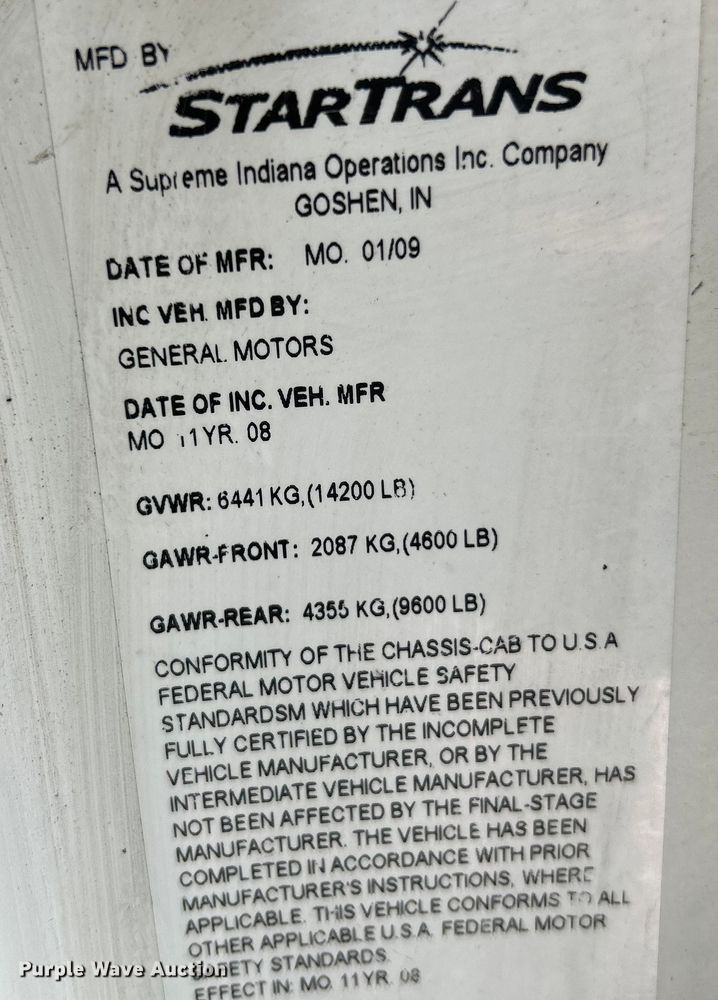 MFD BY
STARTRANS
A Supreme Indiana Operations Inc. Company
GOSHEN, IN
DATE OF MFR: MO. 01/09
INC VEH. MFD BY:
GENERAL MOTORS
DATE OF INC. VEH. MFR
MO 11YR. 08
GVWR: 6441 KG,(14200 LB)
GAWR-FRONT: 2087 KG,(4600 LB)
GAWR-REAR: 4355 KG,(9600 LB)
CONFORMITY OF THE CHASSIS-CAB TO U.S.A
FEDERAL MOTOR VEHICLE SAFETY
STANDARDSM WHICH HAVE BEEN PREVIOUSLY
FULLY CERTIFIED BY THE INCOMPLETE
VEHICLE MANUFACTURER, OR BY THE
INTERMEDIATE VEHICLE MANUFACTURER, HAS
NOT BEEN AFFECTED BY THE FINAL-STAGE
MANUFACTURER. THE VEHICLE HAS BEEN
COMPLETED IN ACCORDANCE WITH PRIOR
MANUFACTURER'S INSTRUCTIONS, WHERE
APPLICABLE. THIS VEHICLE CONFORMS TO ALL
OTHER APPLICABLE U.S.A. FEDERAL MOTOR
SAFETY STANDARDS.
EFFECT IN: MO. 11YR. 08
Purple Wave Auction